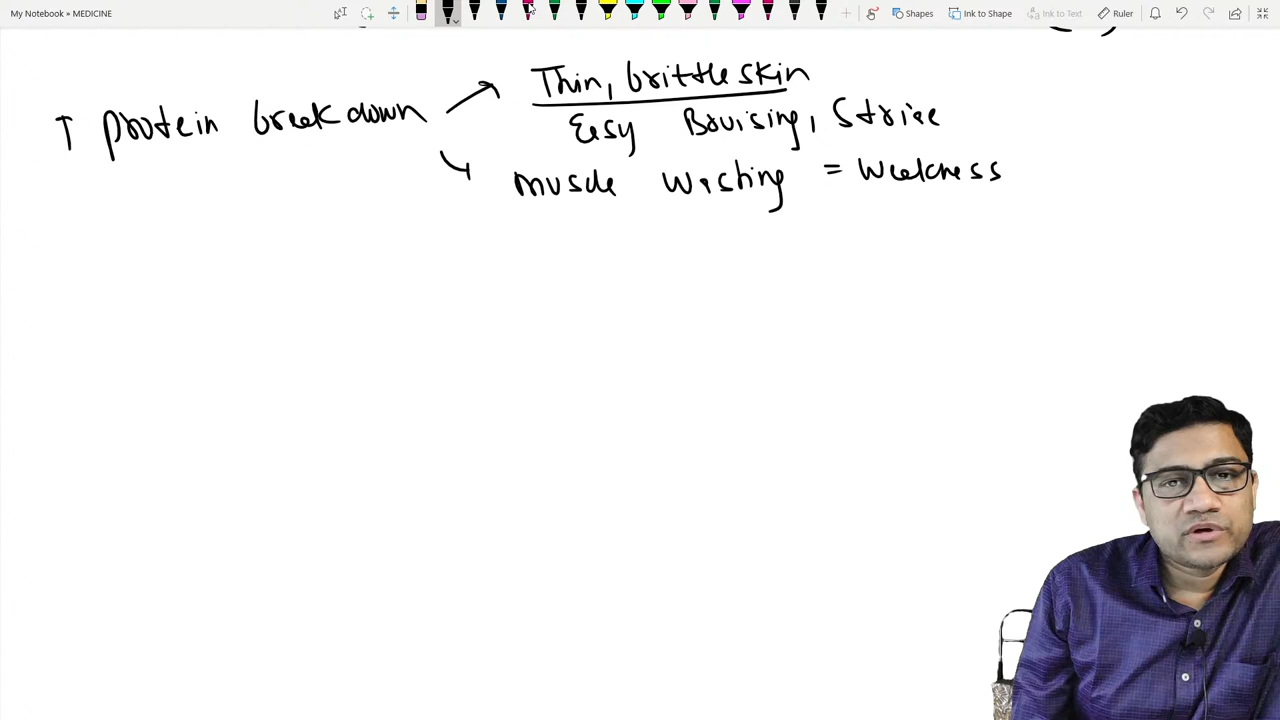 My Notebook » MEDICINE
Shapes Ink to Shape Ink to Text Ruler
Thin, brittle skin
↑ protein breakdown
Easy Bruising, Striae
muscle wasting = weakness